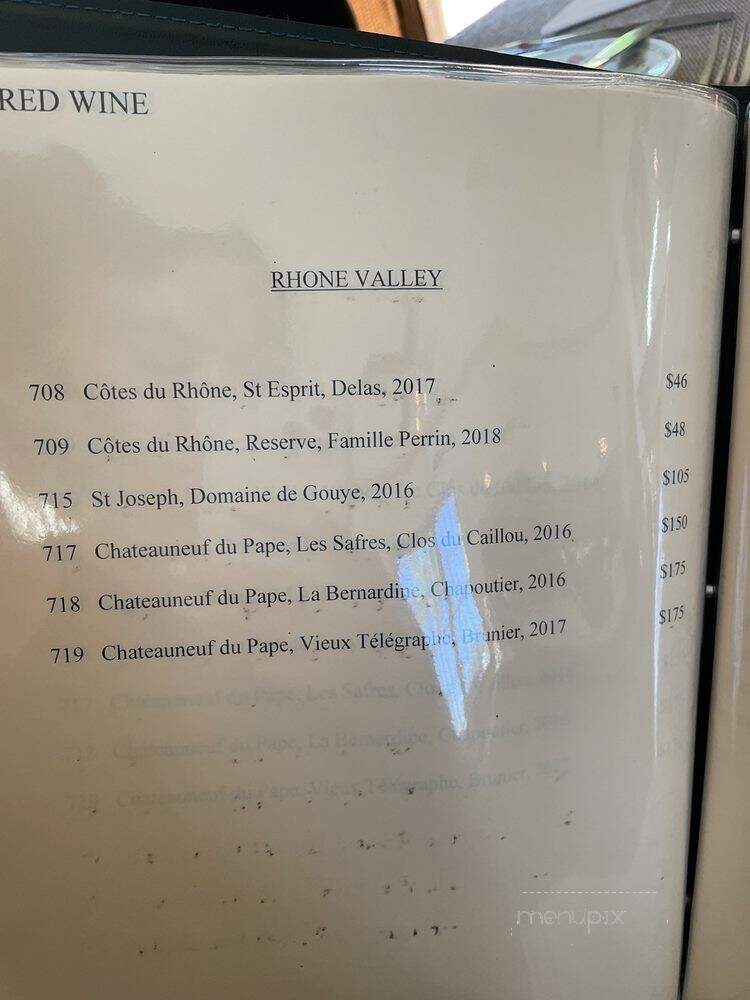 RED WINE
RHONE VALLEY
708 Côtes du Rhône, St Esprit, Delas, 2017 $46
709 Côtes du Rhône, Reserve, Famille Perrin, 2018 $48
715 St Joseph, Domaine de Gouye, 2016 $105
717 Chateauneuf du Pape, Les Safres, Clos du Caillou, 2016 $150
718 Chateauneuf du Pape, La Bernardine, Chapoutier, 2016 $175
719 Chateauneuf du Pape, Vieux Télégraphe, Brunier, 2017 $175
menupix